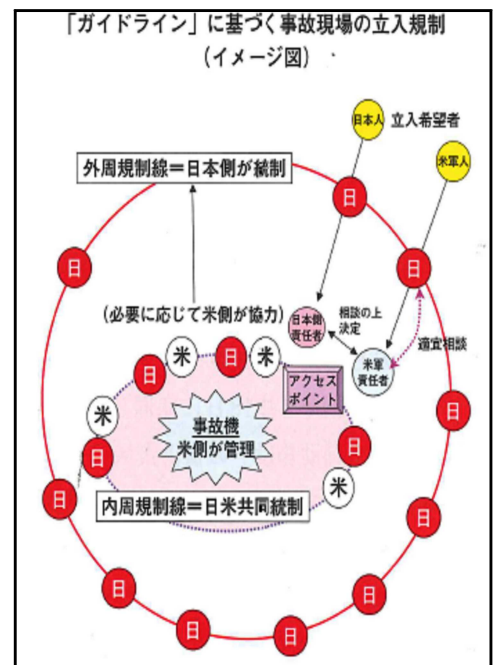 「ガイドライン」に基づく事故現場の立入規制
（イメージ図）
日本人
立入希望者
米軍人
外周規制線＝日本側が統制
日
日
日
（必要に応じて米側が協力）
日本側
責任者
相談の上
決定
適宜相談
米軍
責任者
米
日
米
日
アクセス
ポイント
米
事故機
米側が管理
日
日
日
米
日
内周規制線＝日米共同統制
日
日
日
日
日